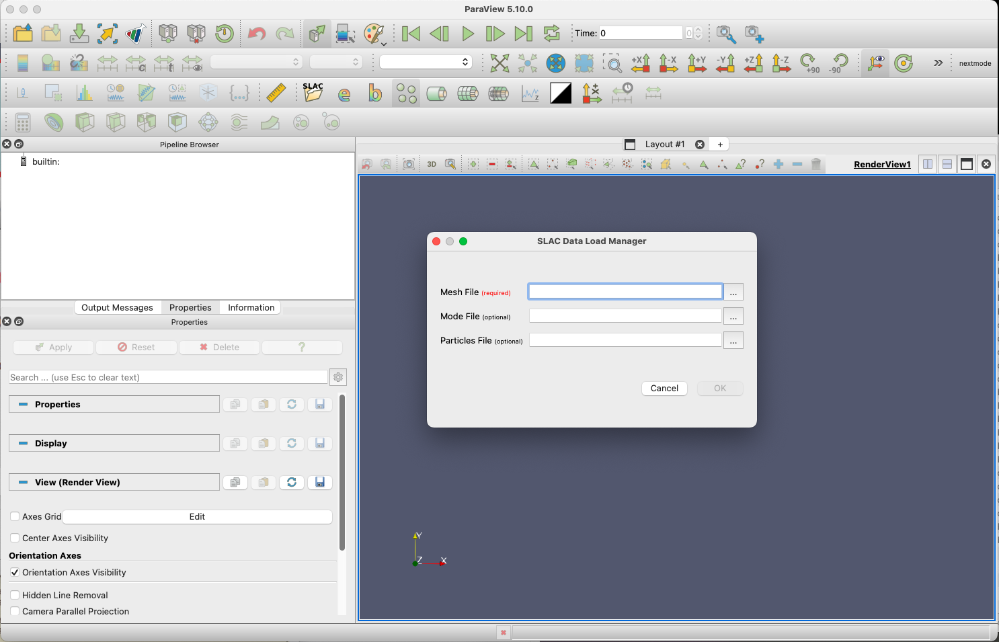 ParaView 5.10.0
Time: 0
0
+X
-X
+Y
-Y
+Z
-Z
+90
-90
nextmode
SLAC
Pipeline Browser
Layout #1
+
builtin:
3D
RenderView1
SLAC Data Load Manager
Mesh File (required)
...
Mode File (optional)
...
Particles File (optional)
...
Cancel
OK
Output Messages
Properties
Information
Properties
Apply
Reset
Delete
?
Search ... (use Esc to clear text)
Properties
Display
View (Render View)
Axes Grid
Edit
Center Axes Visibility
Orientation Axes
Orientation Axes Visibility
Hidden Line Removal
Camera Parallel Projection
Y
Z
X